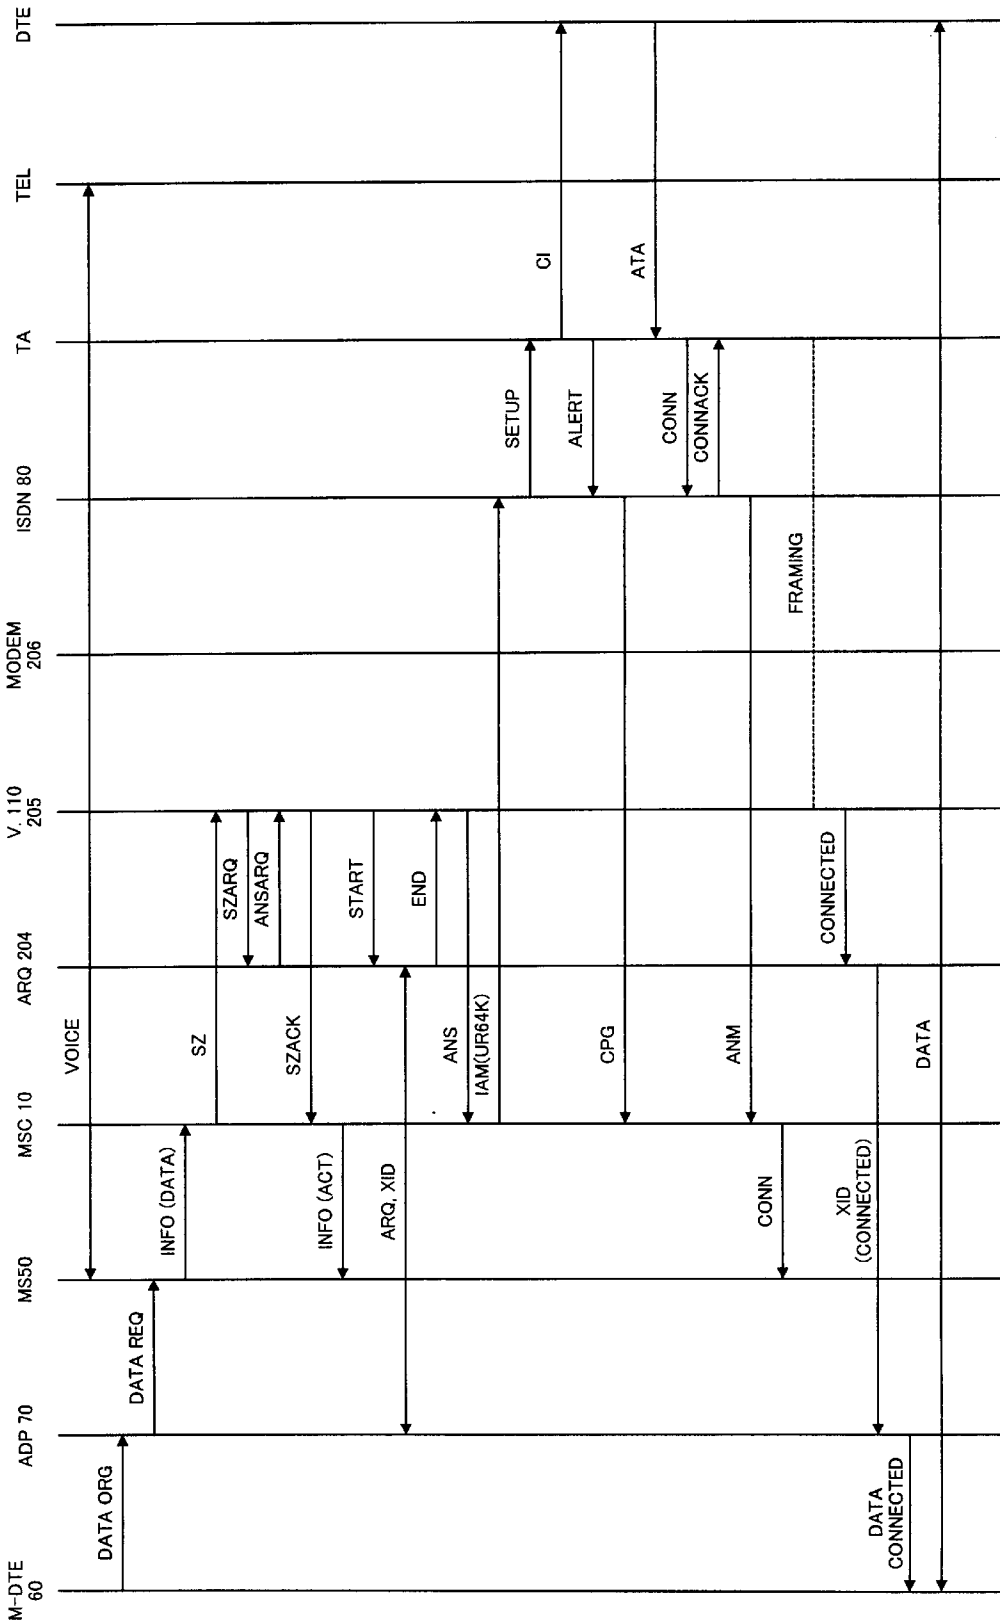 M-DTE
60
ADP 70
MS50
MSC 10
ARQ 204
V. 110
205
MODEM
206
ISDN 80
TA
TEL
DTE
VOICE
DATA ORG
DATA REQ
INFO (DATA)
SZ
SZARQ
ANSARQ
SZACK
INFO (ACT)
START
ARQ, XID
END
ANS
IAM(UR64K)
SETUP
CI
ALERT
CPG
ATA
CONN
CONNACK
ANM
CONN
FRAMING
CONNECTED
XID
(CONNECTED)
DATA
CONNECTED
DATA